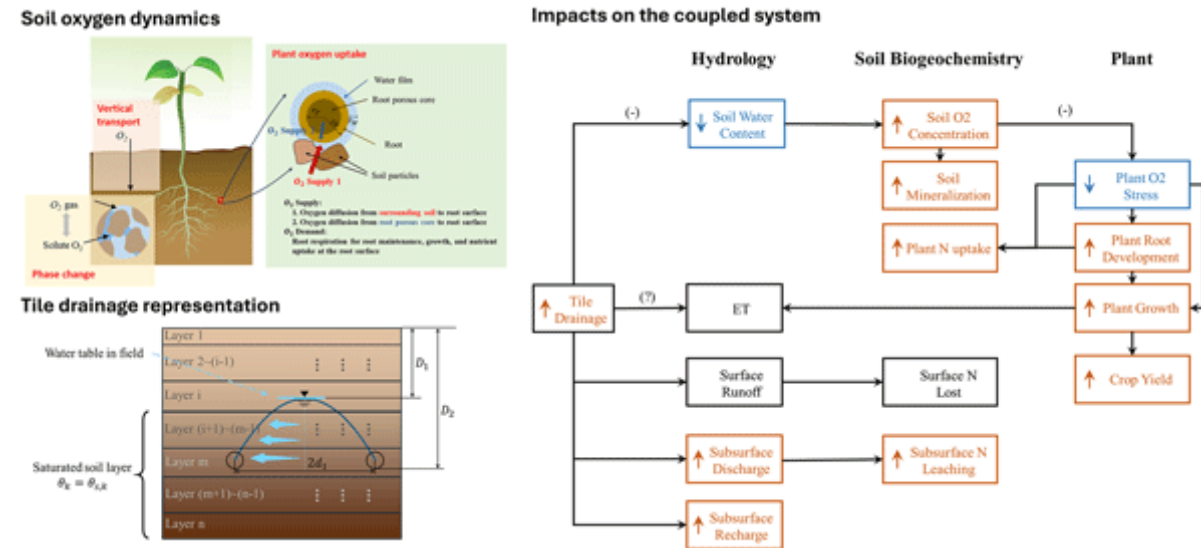 Soil oxygen dynamics
Plant oxygen uptake
Water film
Root porous core
Vertical
transport
O2
O2 Supply
Root
Soil particles
O2 Supply 1
O2 gas
Solute O2
Phase change
O2 Supply:
1. Oxygen diffusion from surrounding soil to root surface
2. Oxygen diffusion from root porous core to root surface
O2 Demand:
Root respiration for root maintenance, growth, and nutrient
uptake at the root surface
Tile drainage representation
Water table in field
Layer 1
Layer 2~(i-1)
Layer i
Layer (i+1)~(m-1)
Layer m
Layer (m+1)~(n-1)
Layer n
D1
D2
2d1
Saturated soil layer
θk = θs,k
Impacts on the coupled system
Hydrology
Soil Biogeochemistry
Plant
(-)
Soil Water
Content
Soil O2
Concentration
(-)
Soil
Mineralization
Plant O2
Stress
Plant N uptake
Plant Root
Development
Tile
Drainage
(?)
ET
Plant Growth
Surface
Runoff
Surface N
Lost
Crop Yield
Subsurface
Discharge
Subsurface N
Leaching
Subsurface
Recharge